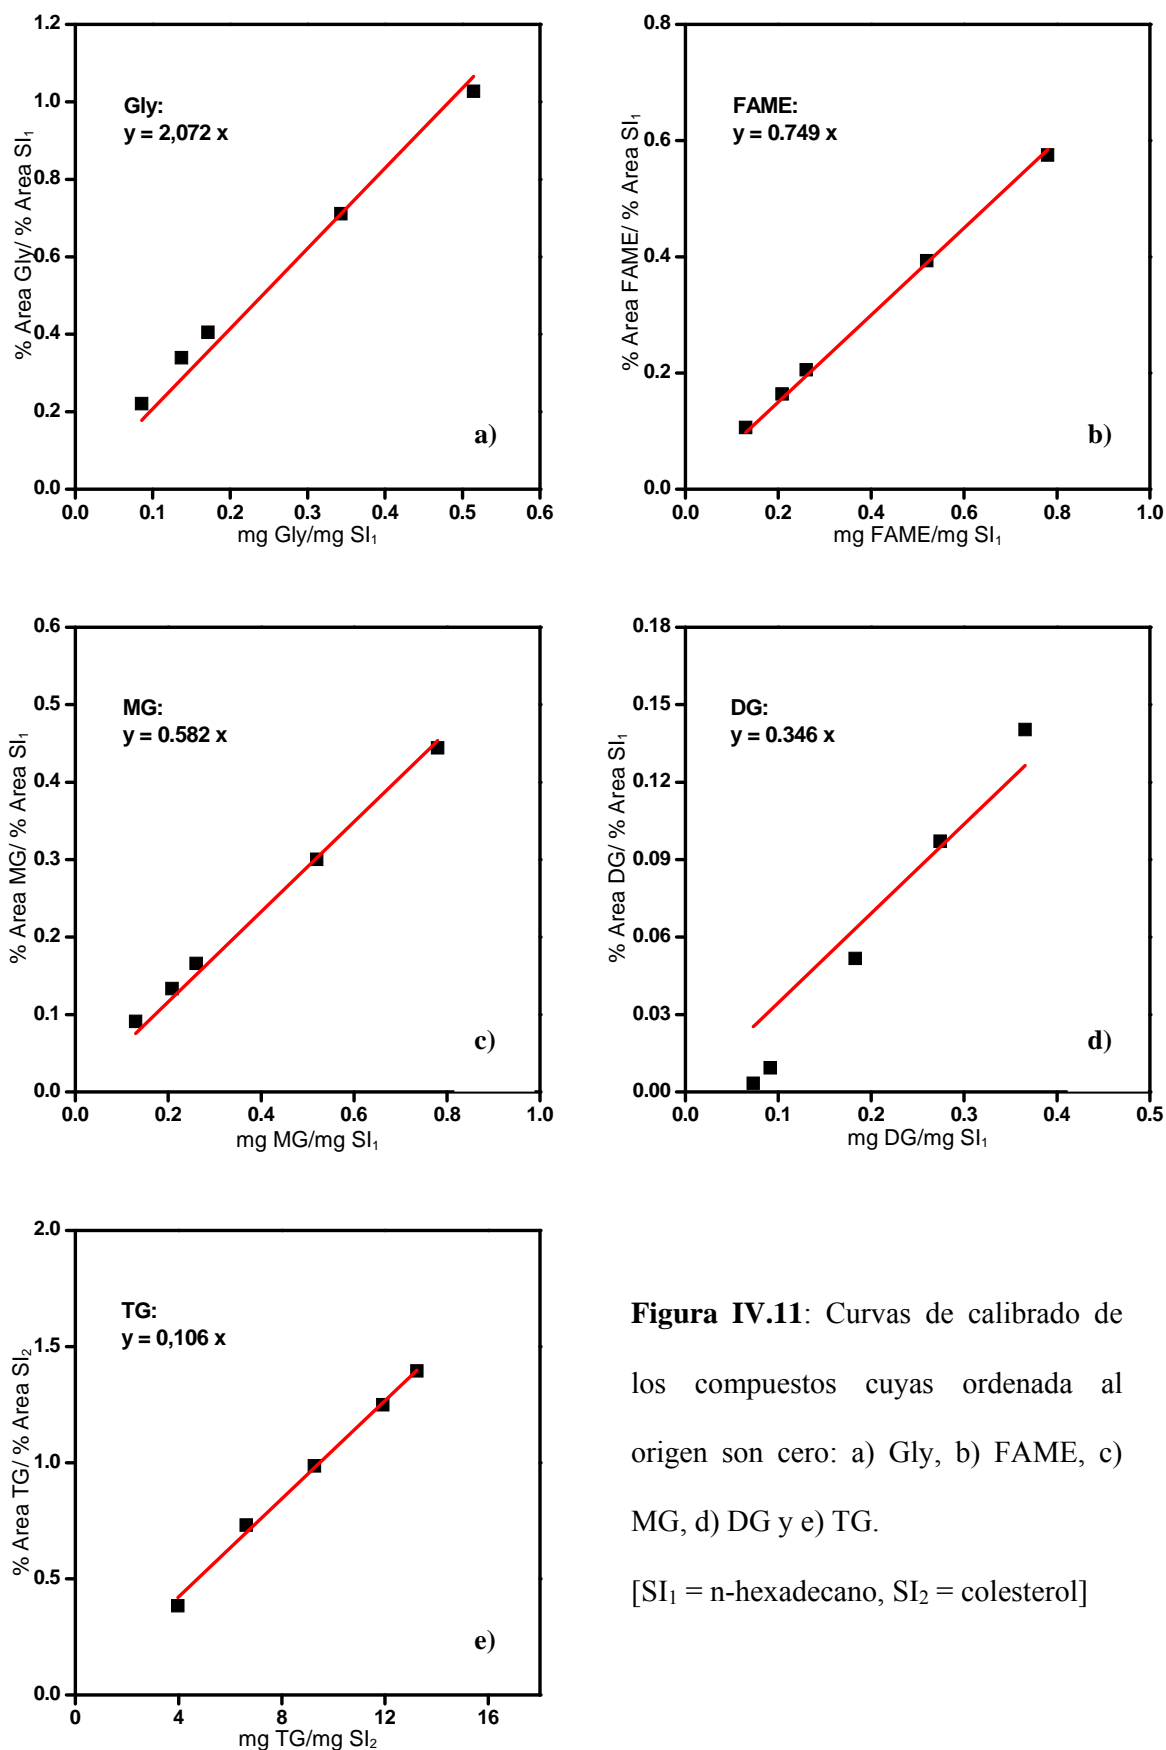 1.2
1.0
0.8
0.6
0.4
0.2
0.0
% Area Gly/ % Area SI₁
Gly:
y = 2,072 x
a)
0.0 0.1 0.2 0.3 0.4 0.5 0.6
mg Gly/mg SI₁
0.8
0.6
0.4
0.2
0.0
% Area FAME/ % Area SI₁
FAME:
y = 0.749 x
b)
0.0 0.2 0.4 0.6 0.8 1.0
mg FAME/mg SI₁
0.6
0.5
0.4
0.3
0.2
0.1
0.0
% Area MG/ % Area SI₁
MG:
y = 0.582 x
c)
0.0 0.2 0.4 0.6 0.8 1.0
mg MG/mg SI₁
0.18
0.15
0.12
0.09
0.06
0.03
0.00
% Area DG/ % Area SI₁
DG:
y = 0.346 x
d)
0.0 0.1 0.2 0.3 0.4 0.5
mg DG/mg SI₁
2.0
1.5
1.0
0.5
0.0
% Area TG/ % Area SI₂
TG:
y = 0,106 x
e)
0 4 8 12 16
mg TG/mg SI₂
Figura IV.11: Curvas de calibrado de
los compuestos cuyas ordenada al
origen son cero: a) Gly, b) FAME, c)
MG, d) DG y e) TG.
[SI₁ = n-hexadecano, SI₂ = colesterol]